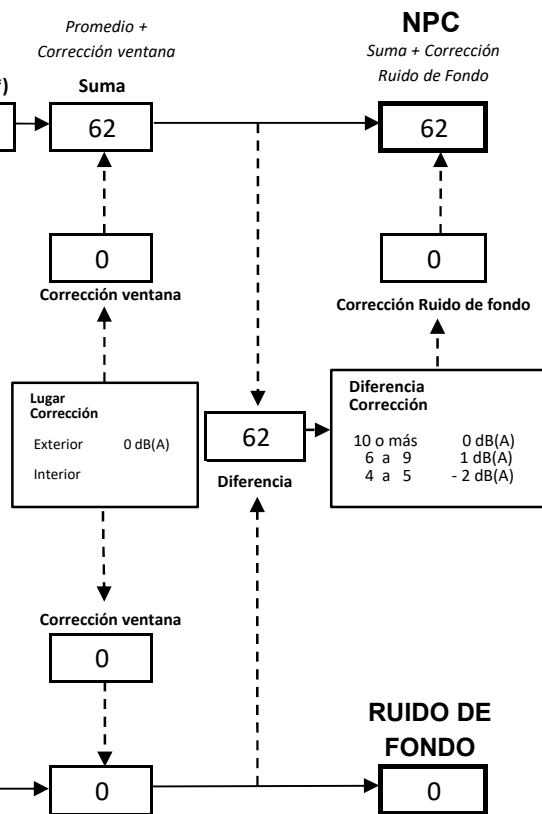 Promedio +
Corrección ventana
NPC
Suma + Corrección
Ruido de Fondo
*)
Suma
62
62
0
0
Corrección ventana
Corrección Ruido de fondo
Lugar
Corrección
Exterior 0 dB(A)
Interior
62
Diferencia
Diferencia
Corrección
10 o más 0 dB(A)
6 a 9 1 dB(A)
4 a 5 - 2 dB(A)
Corrección ventana
0
RUIDO DE
FONDO
0
0